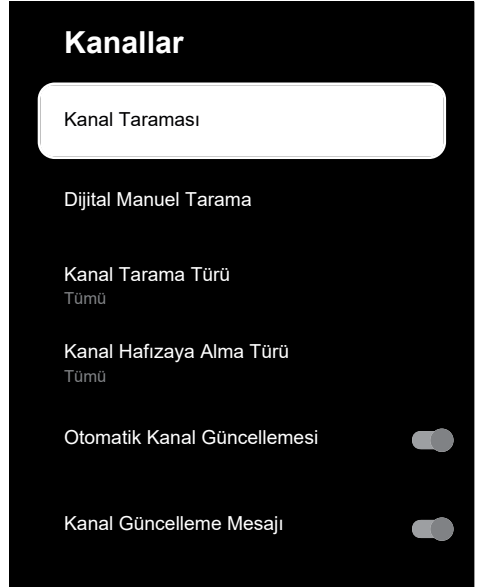 Kanallar
Kanal Taraması
Dijital Manuel Tarama
Kanal Tarama Türü
Tümü
Kanal Hafızaya Alma Türü
Tümü
Otomatik Kanal Güncellemesi
Kanal Güncelleme Mesajı